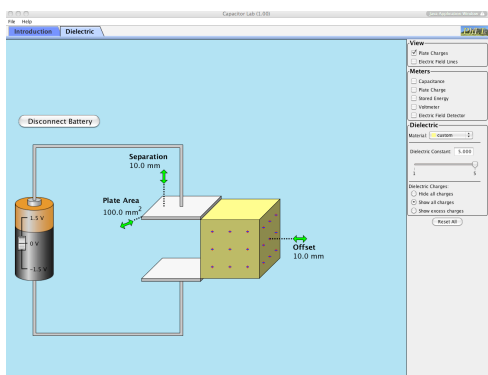 Capacitor Lab (1.00)
File Help
Introduction Dielectric
Disconnect Battery
Separation
10.0 mm
Plate Area
100.0 mm2
1.5 V
0 V
-1.5 V
Offset
10.0 mm
View
Plate Charges
Electric Field Lines
Meters
Capacitance
Plate Charge
Stored Energy
Voltmeter
Electric Field Detector
Dielectric
Material: custom
Dielectric Constant: 5.000
1 5
Dielectric Charges:
Hide all charges
Show all charges
Show excess charges
Reset All